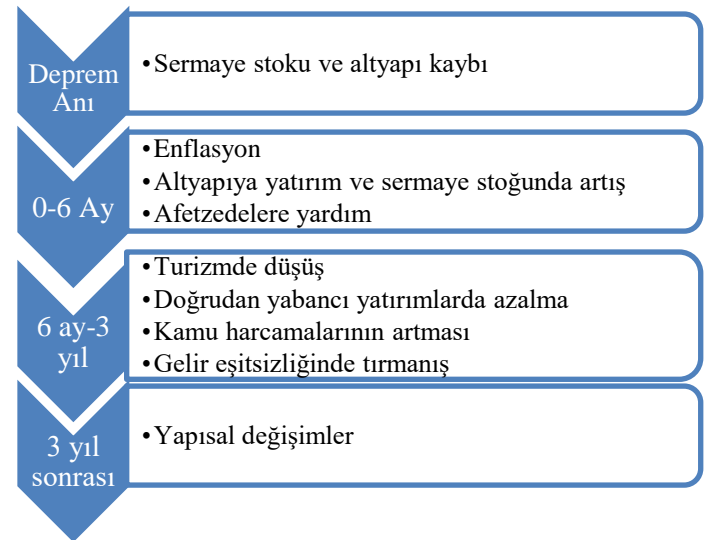 Deprem
Anı
•Sermaye stoku ve altyapı kaybı
0-6 Ay
•Enflasyon
•Altyapıya yatırım ve sermaye stoğunda artış
•Afetzedelere yardım
6 ay-3
yıl
•Turizmde düşüş
•Doğrudan yabancı yatırımlarda azalma
•Kamu harcamalarının artması
•Gelir eşitsizliğinde tırmanış
3 yıl
sonrası
•Yapısal değişimler